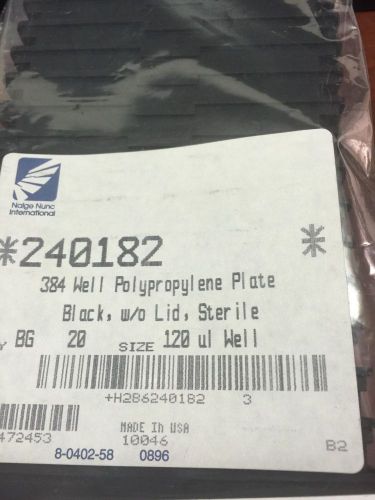 Nalge Nunc
International
*240182 *
384 Well Polypropylene Plate
Black, w/o Lid, Sterile
Y BG 20 SIZE 120 ul Well
+H2B6240182 3
MADE IN USA
472453 10046 B2
8-0402-58 0896